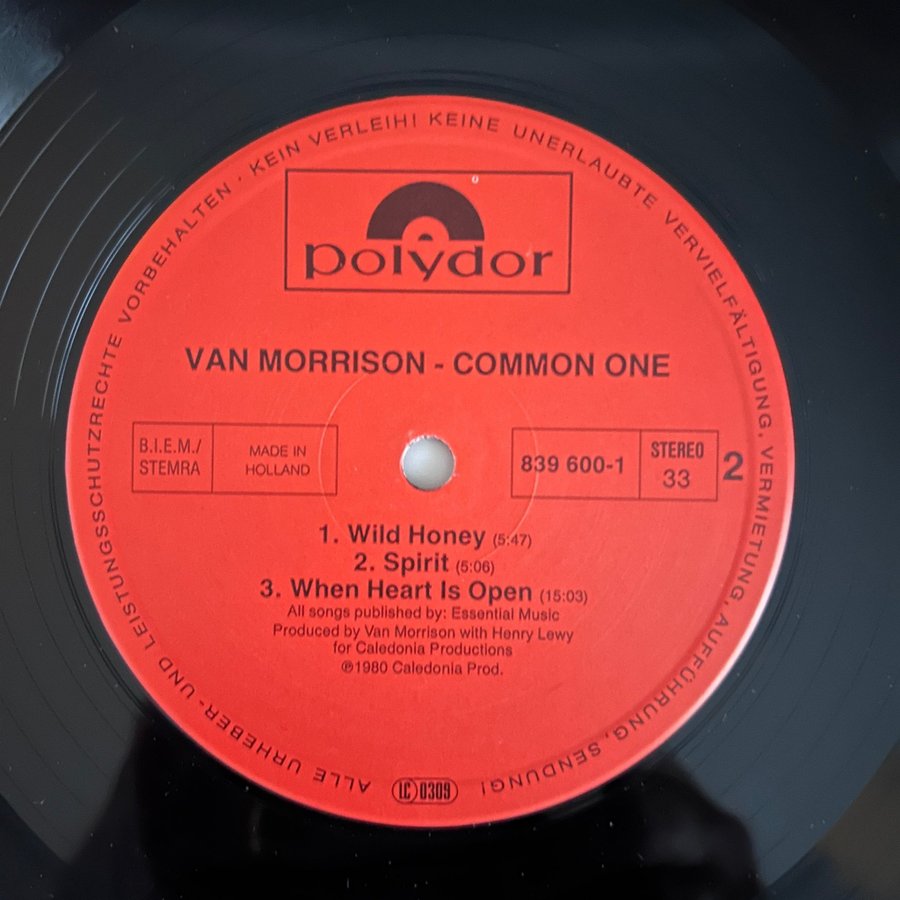 ALLE URHEBER- UND LEISTUNGSSCHUTZRECHTE VORBEHALTEN · KEIN VERLEIH! KEINE UNERLAUBTE VERVIELFÄLTIGUNG, VERMIETUNG, AUFFÜHRUNG, SENDUNG!
polydor
VAN MORRISON - COMMON ONE
B.I.E.M./
STEMRA
MADE IN
HOLLAND
839 600-1
STEREO
33
2
1. Wild Honey (5:47)
2. Spirit (5:06)
3. When Heart Is Open (15:03)
All songs published by: Essential Music
Produced by Van Morrison with Henry Lewy
for Caledonia Productions
℗1980 Caledonia Prod.
LC 0309